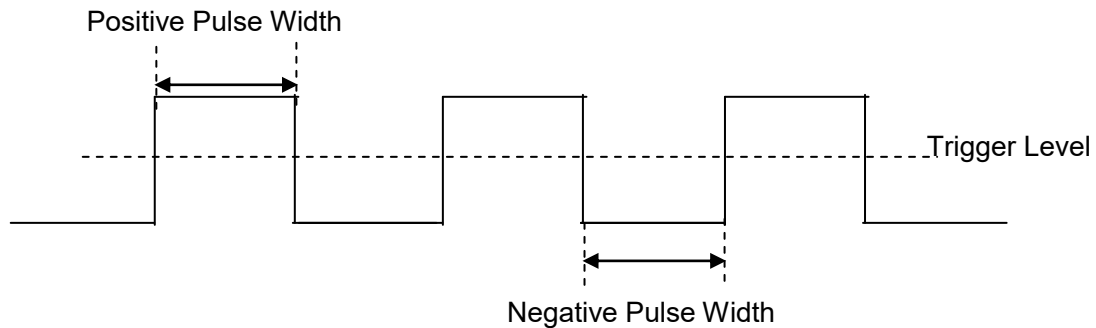 Positive Pulse Width
Trigger Level
Negative Pulse Width